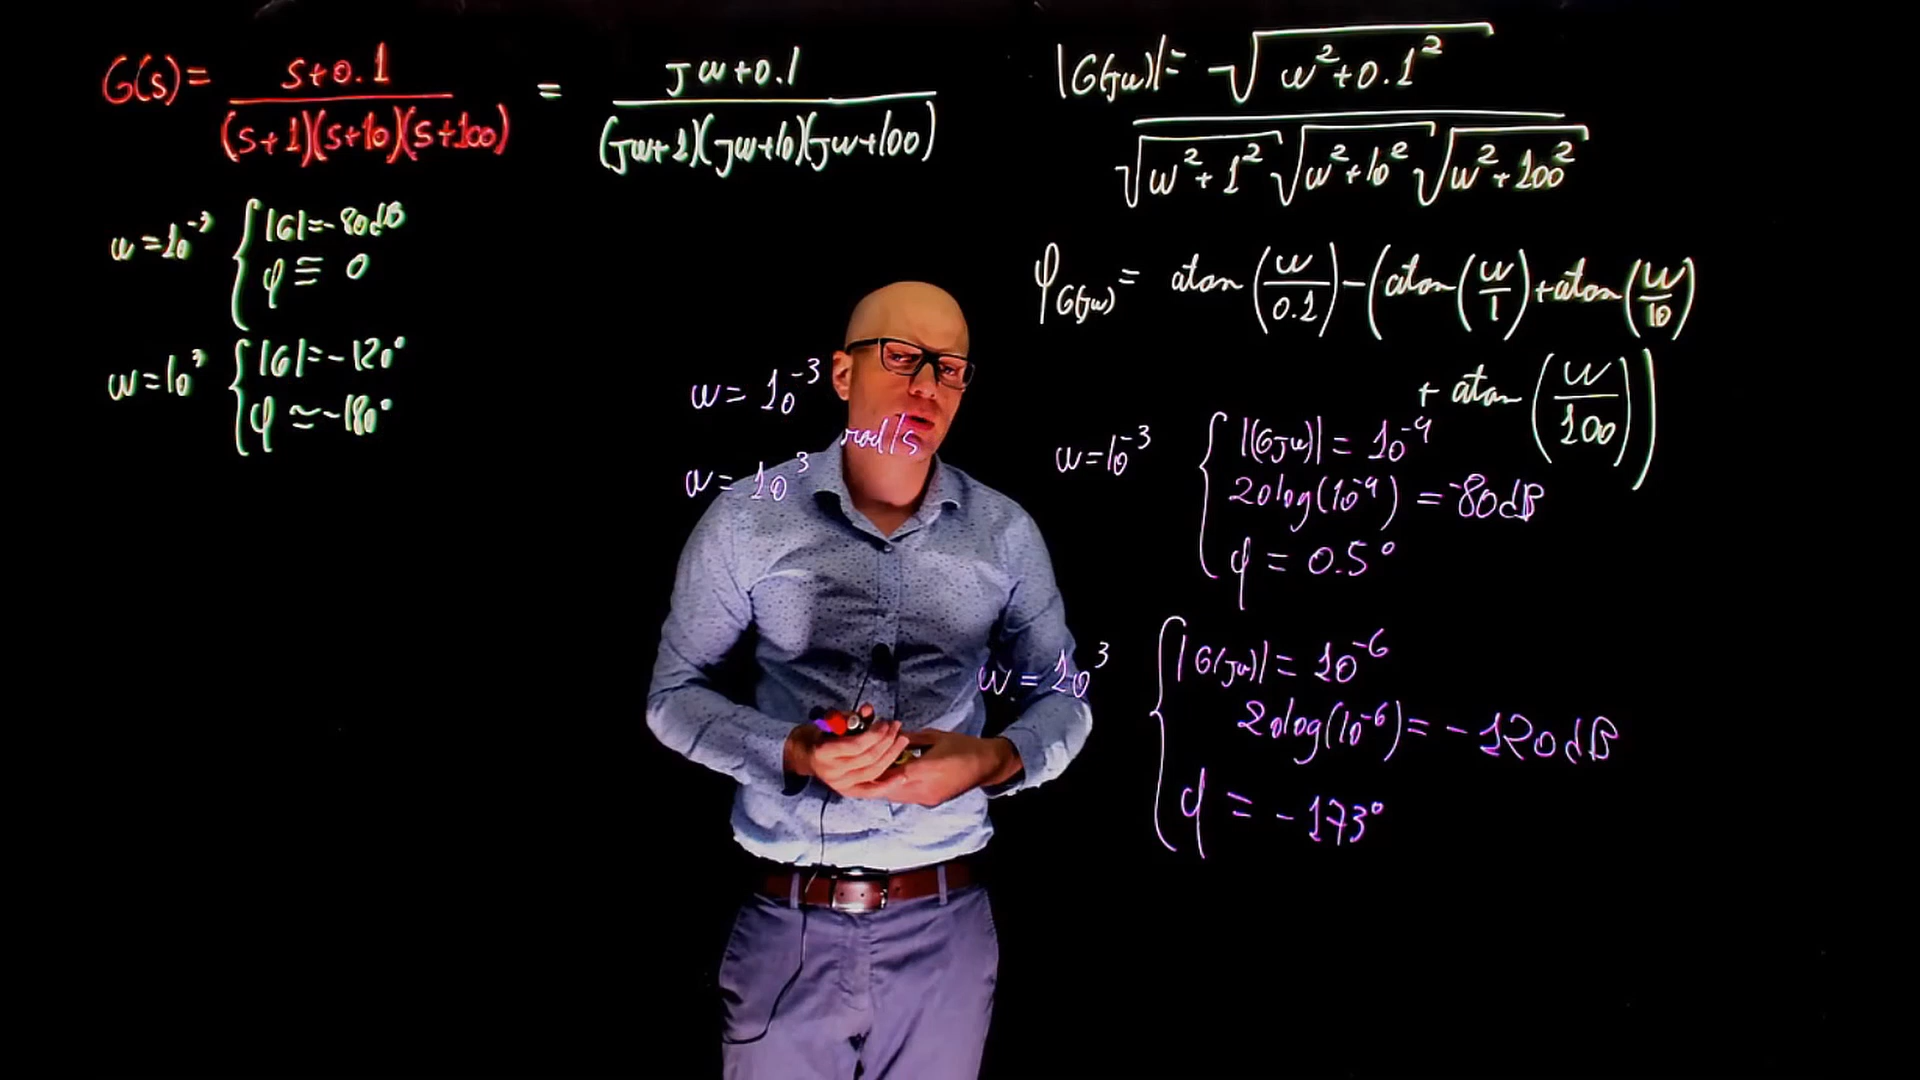 G(s) = s+0.1 / (s+1)(s+10)(s+100) = jω+0.1 / (jω+1)(jω+10)(jω+100)
ω=10⁻³ { |G|=-80dB
φ ≅ 0
ω=10³ { |G|=-120°
φ ≃ -180°
ω = 10⁻³
rad/s
ω = 10³
|G(jω)|= √(ω²+0.1²) / √(ω²+1²) √(ω²+10²) √(ω²+100²)
φG(jω) = atan (ω/0.1) - (atan (ω/1) + atan (ω/10)
+ atan (ω/100))
ω=10⁻³ { |(Gjω)| = 10⁻⁴
20log(10⁻⁴) = -80dB
φ = 0.5°
ω = 10³ { |G(jω)| = 10⁻⁶
20log(10⁻⁶) = -120dB
φ = -173°